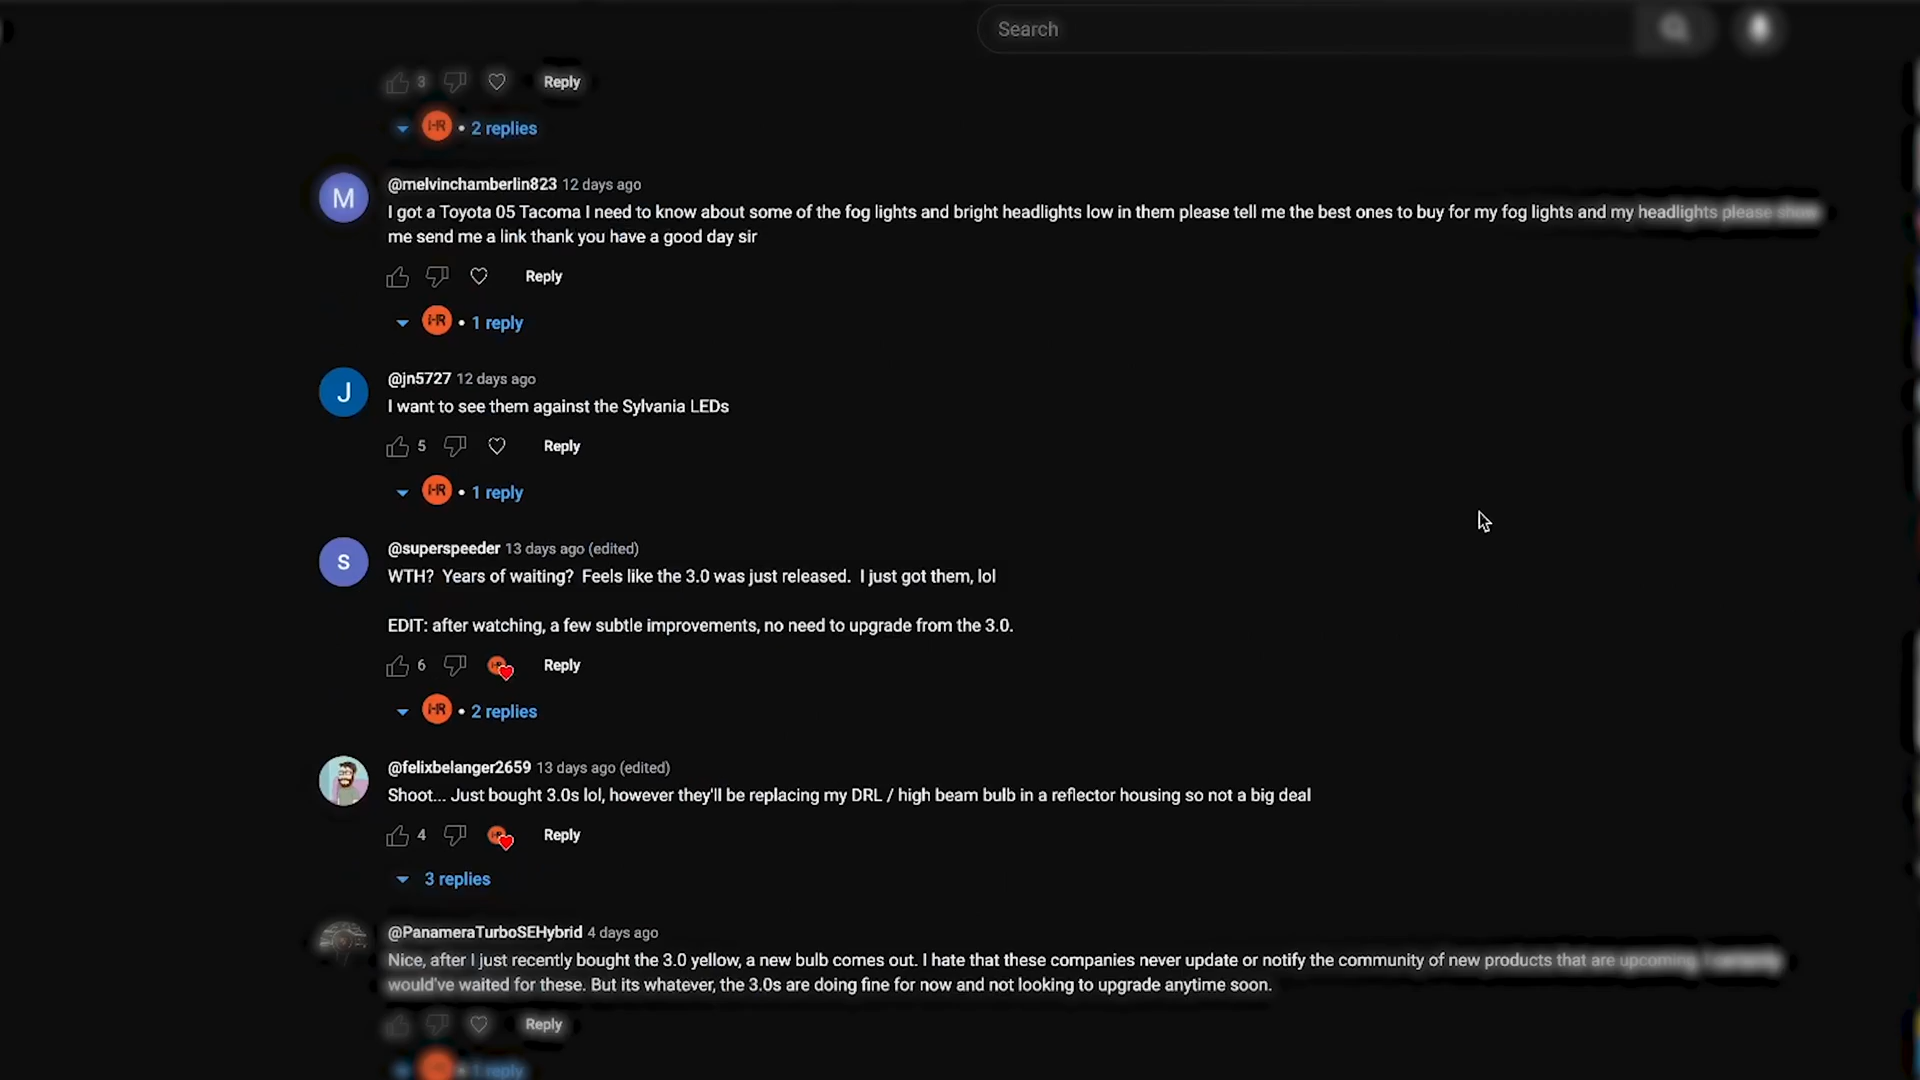 Search
3 Reply
HR • 2 replies
M @melvinchamberlin823 12 days ago
I got a Toyota 05 Tacoma I need to know about some of the fog lights and bright headlights low in them please tell me the best ones to buy for my fog lights and my headlights please show
me send me a link thank you have a good day sir
Reply
HR • 1 reply
J @jn5727 12 days ago
I want to see them against the Sylvania LEDs
5 Reply
HR • 1 reply
S @superspeeder 13 days ago (edited)
WTH? Years of waiting? Feels like the 3.0 was just released. I just got them, lol
EDIT: after watching, a few subtle improvements, no need to upgrade from the 3.0.
6 Reply
HR • 2 replies
@felixbelanger2659 13 days ago (edited)
Shoot... Just bought 3.0s lol, however they'll be replacing my DRL / high beam bulb in a reflector housing so not a big deal
4 Reply
3 replies
@PanameraTurboSEHybrid 4 days ago
Nice, after I just recently bought the 3.0 yellow, a new bulb comes out. I hate that these companies never update or notify the community of new products that are upcoming. I certainly
would've waited for these. But its whatever, the 3.0s are doing fine for now and not looking to upgrade anytime soon.
Reply
1 reply